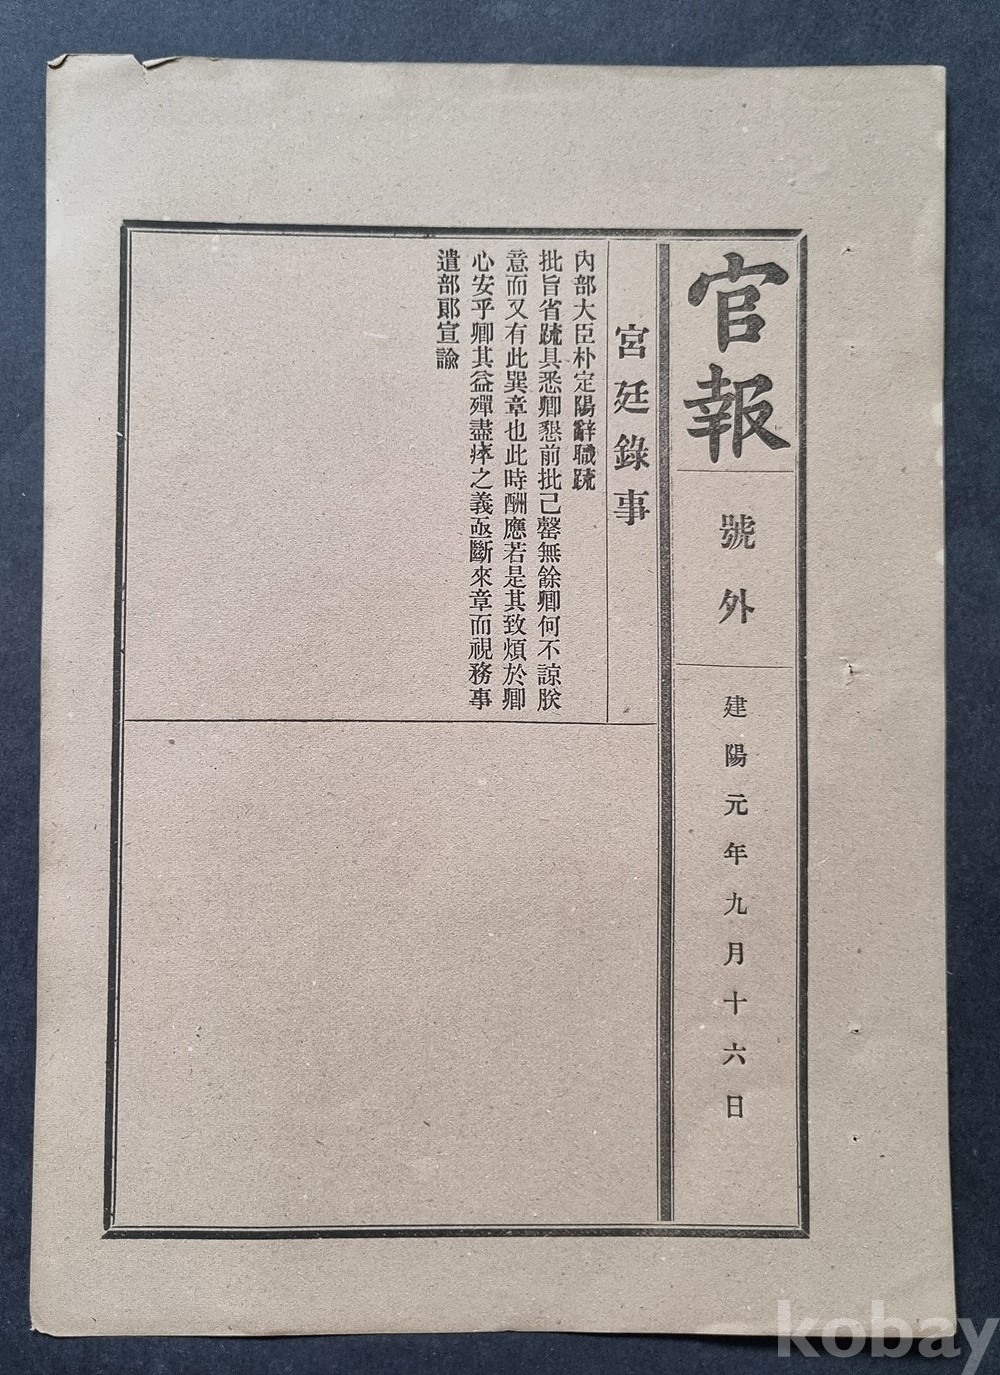 官報
號外
建陽元年九月十六日
宮廷錄事
內部大臣朴定陽辭職疏
批旨省疏具悉卿懇前批已罄無餘卿何不諒朕
意而又有此巽章也此時酬應若是其致煩於卿
心安乎卿其益殫盡瘁之義亟斷來章而視務事
遣部郞宣諭
kobay